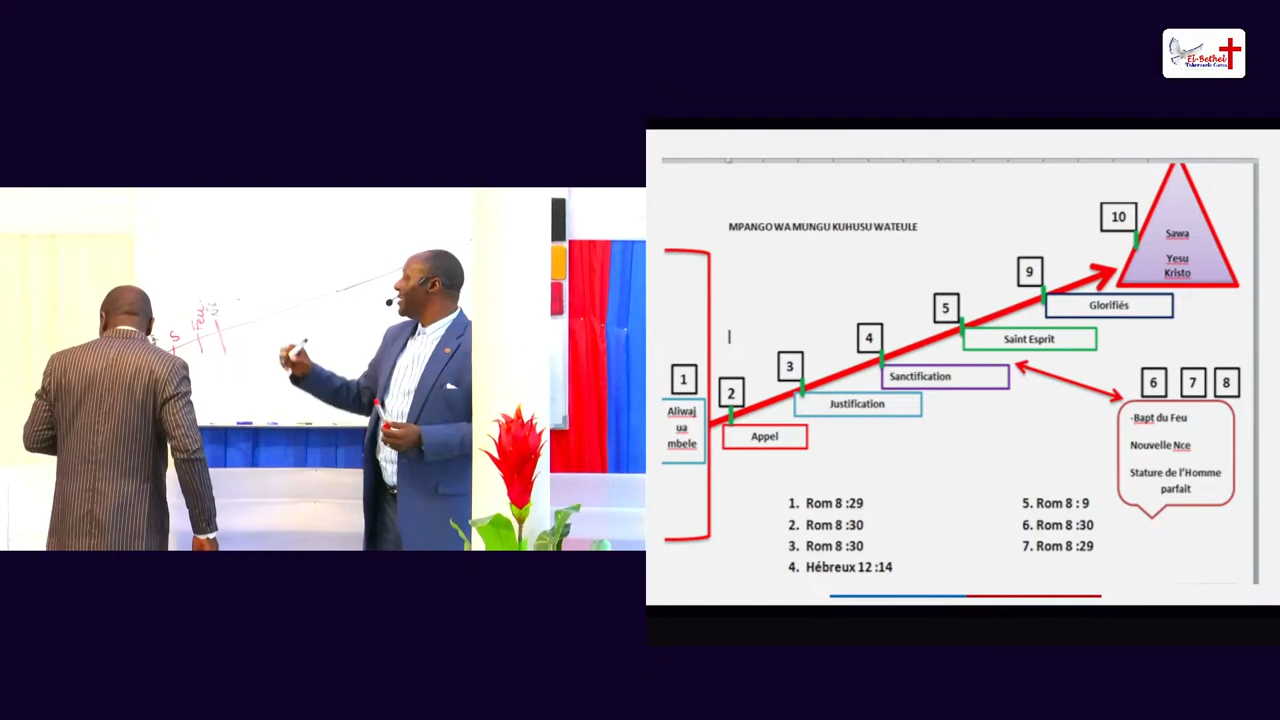 El-Bethel
Tabernacle Goma
MPANGO WA MUNGU KUHUSU WATEULE
10
Sawa
Yesu
Kristo
9
Glorifiés
5
Saint Esprit
4
Sanctification
3
Justification
2
Appel
1
Aliwaj
ua
mbele
6 7 8
-Bapt du Feu
Nouvelle Nce
Stature de l'Homme
parfait
1. Rom 8 :29
2. Rom 8 :30
3. Rom 8 :30
4. Hébreux 12 :14
5. Rom 8 : 9
6. Rom 8 :30
7. Rom 8 :29
S